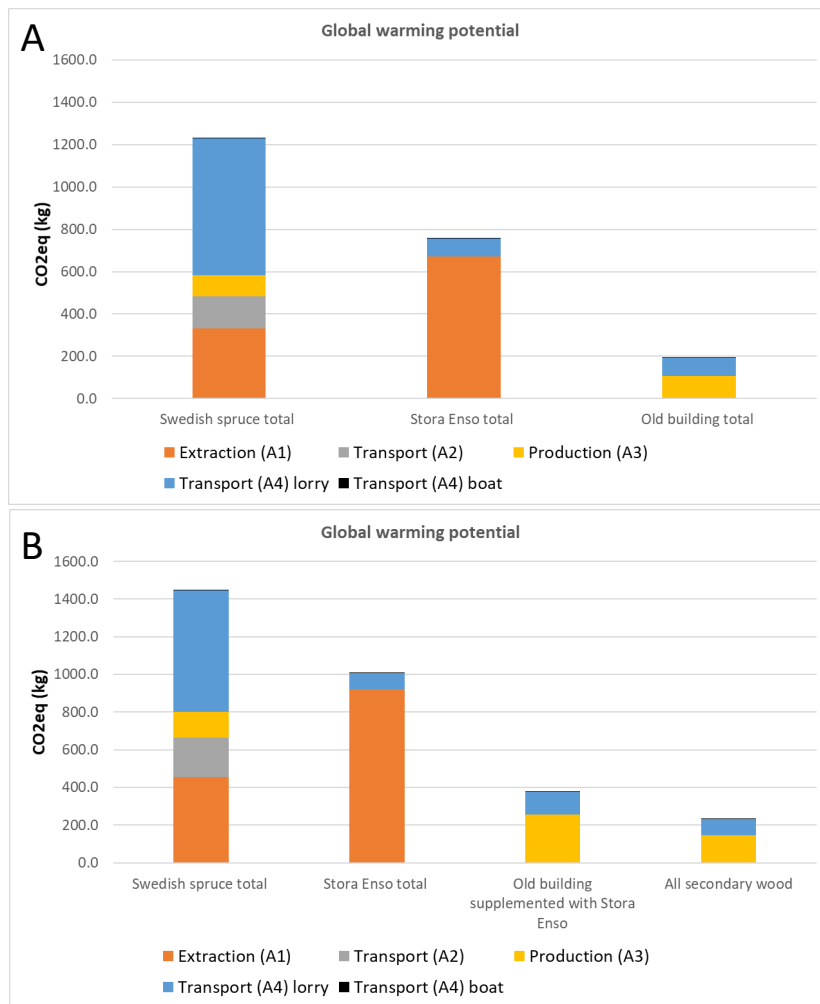 A
Global warming potential
1600.0
1400.0
1200.0
1000.0
800.0
600.0
400.0
200.0
0.0
CO2eq (kg)
Swedish spruce total
Stora Enso total
Old building total
Extraction (A1)
Transport (A2)
Production (A3)
Transport (A4) lorry
Transport (A4) boat
B
Global warming potential
1600.0
1400.0
1200.0
1000.0
800.0
600.0
400.0
200.0
0.0
CO2eq (kg)
Swedish spruce total
Stora Enso total
Old building
supplemented with Stora
Enso
All secondary wood
Extraction (A1)
Transport (A2)
Production (A3)
Transport (A4) lorry
Transport (A4) boat